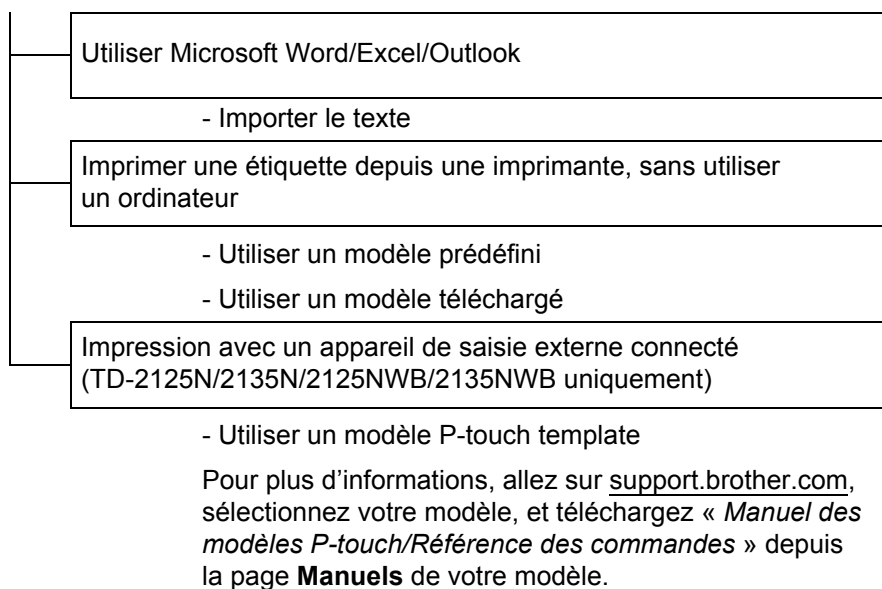 Utiliser Microsoft Word/Excel/Outlook
- Importer le texte
Imprimer une étiquette depuis une imprimante, sans utiliser
un ordinateur
- Utiliser un modèle prédéfini
- Utiliser un modèle téléchargé
Impression avec un appareil de saisie externe connecté
(TD-2125N/2135N/2125NWB/2135NWB uniquement)
- Utiliser un modèle P-touch template
Pour plus d’informations, allez sur support.brother.com,
sélectionnez votre modèle, et téléchargez « Manuel des
modèles P-touch/Référence des commandes » depuis
la page Manuels de votre modèle.